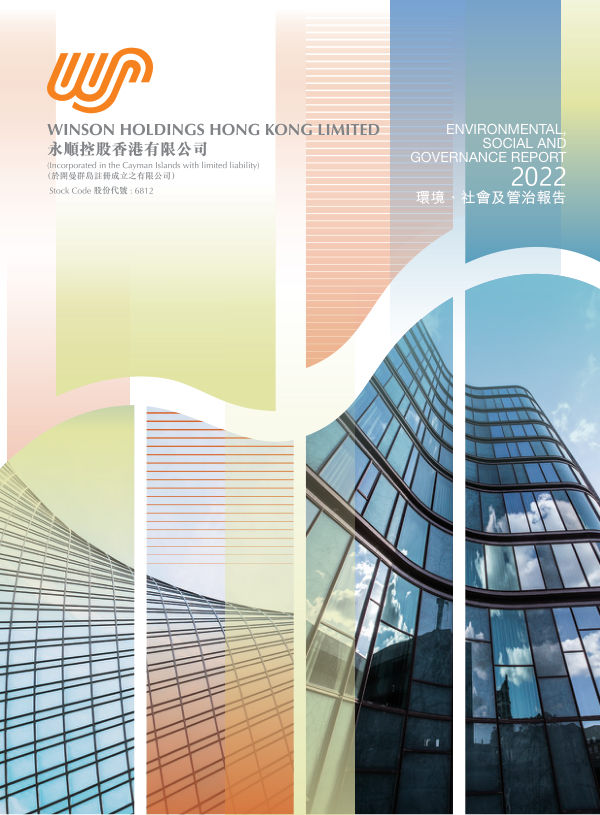 WINSON HOLDINGS HONG KONG LIMITED
永順控股香港有限公司
(Incorporated in the Cayman Islands with limited liability)
(於開曼群島註冊成立之有限公司)
Stock Code 股份代號 : 6812
ENVIRONMENTAL,
SOCIAL AND
GOVERNANCE REPORT
2022
環境、社會及管治報告